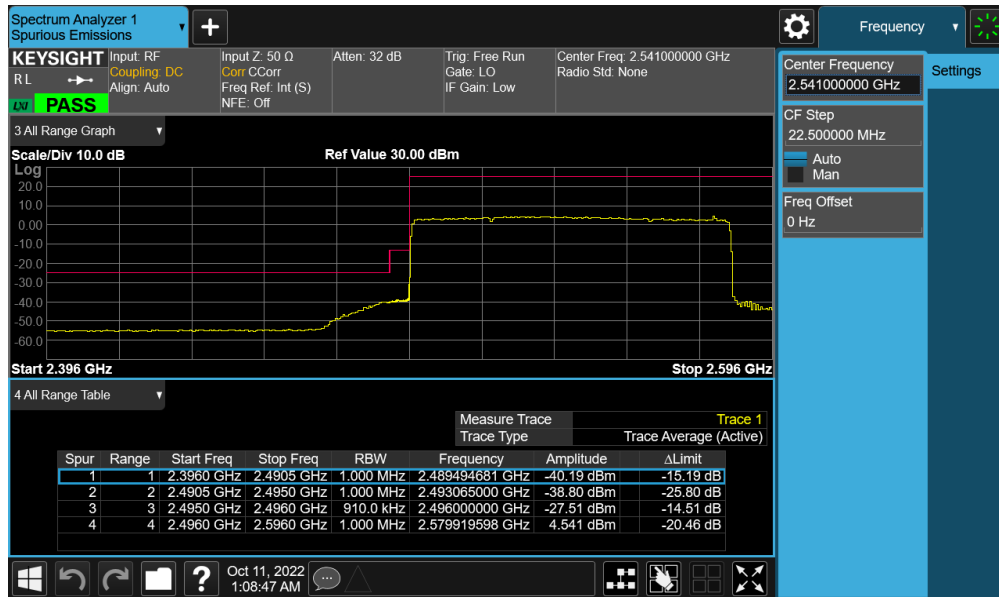 Spectrum Analyzer 1
Spurious Emissions
Frequency
KEYSIGHT
R L
LXI PASS
Input: RF
Coupling: DC
Align: Auto
Input Z: 50 Ω
Corr CCorr
Freq Ref: Int (S)
NFE: Off
Atten: 32 dB
Trig: Free Run
Gate: LO
IF Gain: Low
Center Freq: 2.541000000 GHz
Radio Std: None
Center Frequency
2.541000000 GHz
Settings
CF Step
22.500000 MHz
Auto
Man
Freq Offset
0 Hz
3 All Range Graph
Scale/Div 10.0 dB
Ref Value 30.00 dBm
Log
20.0
10.0
0.00
-10.0
-20.0
-30.0
-40.0
-50.0
-60.0
Start 2.396 GHz
Stop 2.596 GHz
4 All Range Table
Measure Trace Trace 1
Trace Type Trace Average (Active)
Spur Range Start Freq Stop Freq RBW Frequency Amplitude ΔLimit
1 1 2.3960 GHz 2.4905 GHz 1.000 MHz 2.489494681 GHz -40.19 dBm -15.19 dB
2 2 2.4905 GHz 2.4950 GHz 1.000 MHz 2.493065000 GHz -38.80 dBm -25.80 dB
3 3 2.4950 GHz 2.4960 GHz 910.0 kHz 2.496000000 GHz -27.51 dBm -14.51 dB
4 4 2.4960 GHz 2.5960 GHz 1.000 MHz 2.579919598 GHz 4.541 dBm -20.46 dB
?
Oct 11, 2022
1:08:47 AM